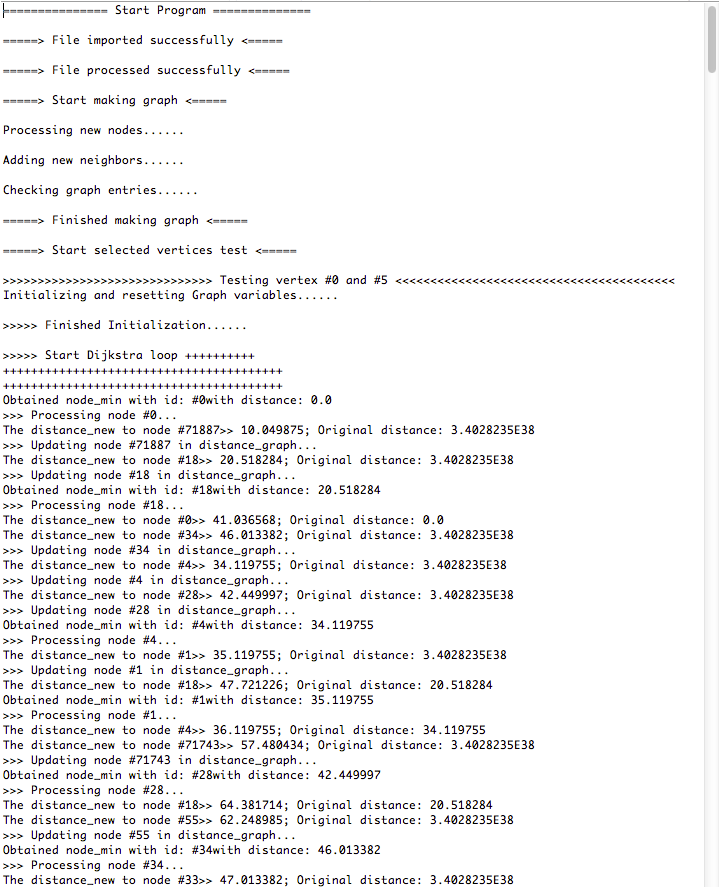 =============== Start Program ==============
=====> File imported successfully <=====
=====> File processed successfully <=====
=====> Start making graph <=====
Processing new nodes......
Adding new neighbors......
Checking graph entries......
=====> Finished making graph <=====
=====> Start selected vertices test <=====
>>>>>>>>>>>>>>>>>>>>>>>>>>>>>> Testing vertex #0 and #5 <<<<<<<<<<<<<<<<<<<<<<<<<<<<<<<<<<<<<<<<
Initializing and resetting Graph variables......
>>>>> Finished Initialization......
>>>>> Start Dijkstra loop ++++++++++
++++++++++++++++++++++++++++++++++++++++
++++++++++++++++++++++++++++++++++++++++
Obtained node_min with id: #0with distance: 0.0
>>> Processing node #0...
The distance_new to node #71887>> 10.049875; Original distance: 3.4028235E38
>>> Updating node #71887 in distance_graph...
The distance_new to node #18>> 20.518284; Original distance: 3.4028235E38
>>> Updating node #18 in distance_graph...
Obtained node_min with id: #18with distance: 20.518284
>>> Processing node #18...
The distance_new to node #0>> 41.036568; Original distance: 0.0
The distance_new to node #34>> 46.013382; Original distance: 3.4028235E38
>>> Updating node #34 in distance_graph...
The distance_new to node #4>> 34.119755; Original distance: 3.4028235E38
>>> Updating node #4 in distance_graph...
The distance_new to node #28>> 42.449997; Original distance: 3.4028235E38
>>> Updating node #28 in distance_graph...
Obtained node_min with id: #4with distance: 34.119755
>>> Processing node #4...
The distance_new to node #1>> 35.119755; Original distance: 3.4028235E38
>>> Updating node #1 in distance_graph...
The distance_new to node #18>> 47.721226; Original distance: 20.518284
Obtained node_min with id: #1with distance: 35.119755
>>> Processing node #1...
The distance_new to node #4>> 36.119755; Original distance: 34.119755
The distance_new to node #71743>> 57.480434; Original distance: 3.4028235E38
>>> Updating node #71743 in distance_graph...
Obtained node_min with id: #28with distance: 42.449997
>>> Processing node #28...
The distance_new to node #18>> 64.381714; Original distance: 20.518284
The distance_new to node #55>> 62.248985; Original distance: 3.4028235E38
>>> Updating node #55 in distance_graph...
Obtained node_min with id: #34with distance: 46.013382
>>> Processing node #34...
The distance_new to node #33>> 47.013382; Original distance: 3.4028235E38